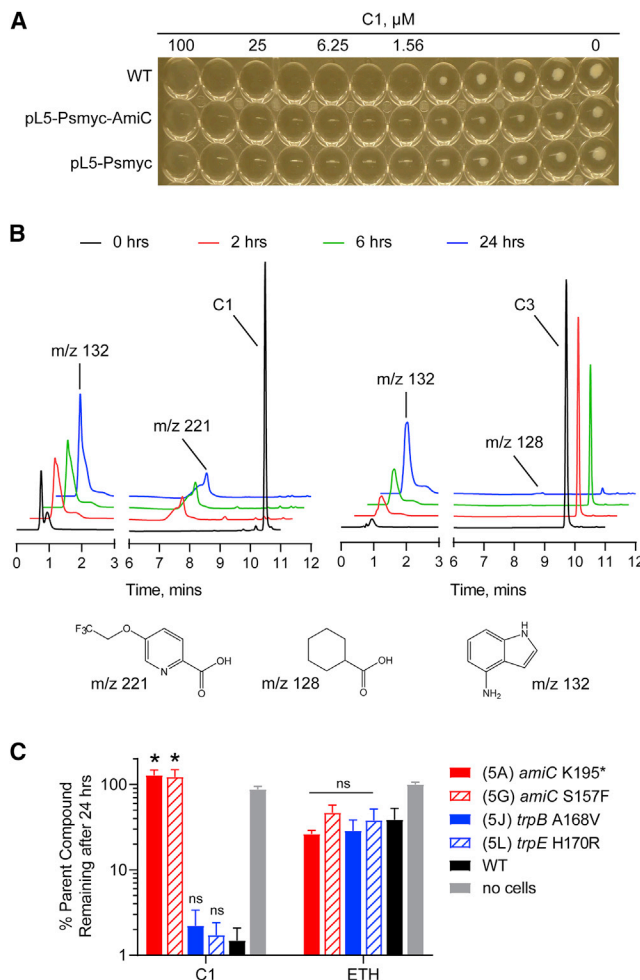 A
C1, µM
100 25 6.25 1.56 0
WT
pL5-Psmyc-AmiC
pL5-Psmyc
B
0 hrs 2 hrs 6 hrs 24 hrs
C1
C3
m/z 132
m/z 132
m/z 221
m/z 128
0 1 2 3 6 7 8 9 10 11 12 0 1 2 3 6 7 8 9 10 11 12
Time, mins Time, mins
F3C O N OH O
m/z 221
OH O
m/z 128
H N NH2
m/z 132
C
% Parent Compound
Remaining after 24 hrs
100
10
1
* *
ns ns
ns
C1 ETH
(5A) amiC K195*
(5G) amiC S157F
(5J) trpB A168V
(5L) trpE H170R
WT
no cells